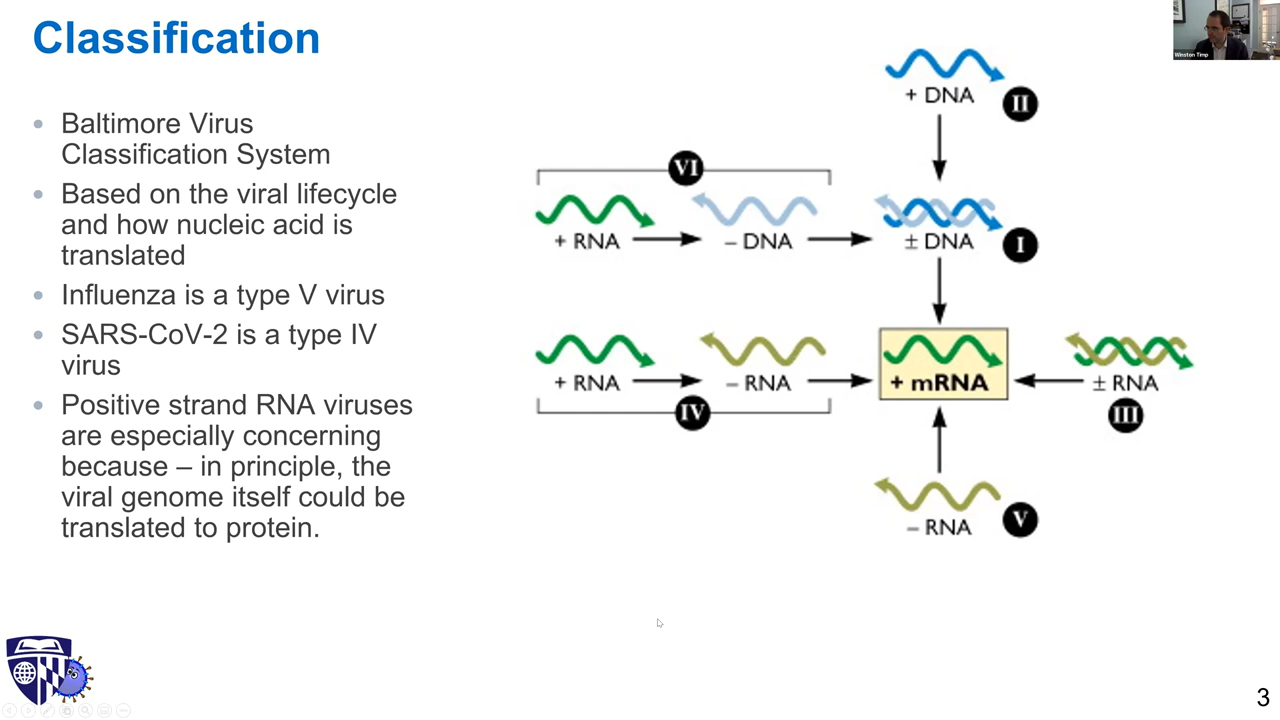 Classification
Winston Timp
• Baltimore Virus
Classification System
• Based on the viral lifecycle
and how nucleic acid is
translated
• Influenza is a type V virus
• SARS-CoV-2 is a type IV
virus
• Positive strand RNA viruses
are especially concerning
because – in principle, the
viral genome itself could be
translated to protein.
+ DNA
II
VI
+ RNA
– DNA
± DNA
I
+ RNA
– RNA
+ mRNA
± RNA
IV
III
– RNA
V
3